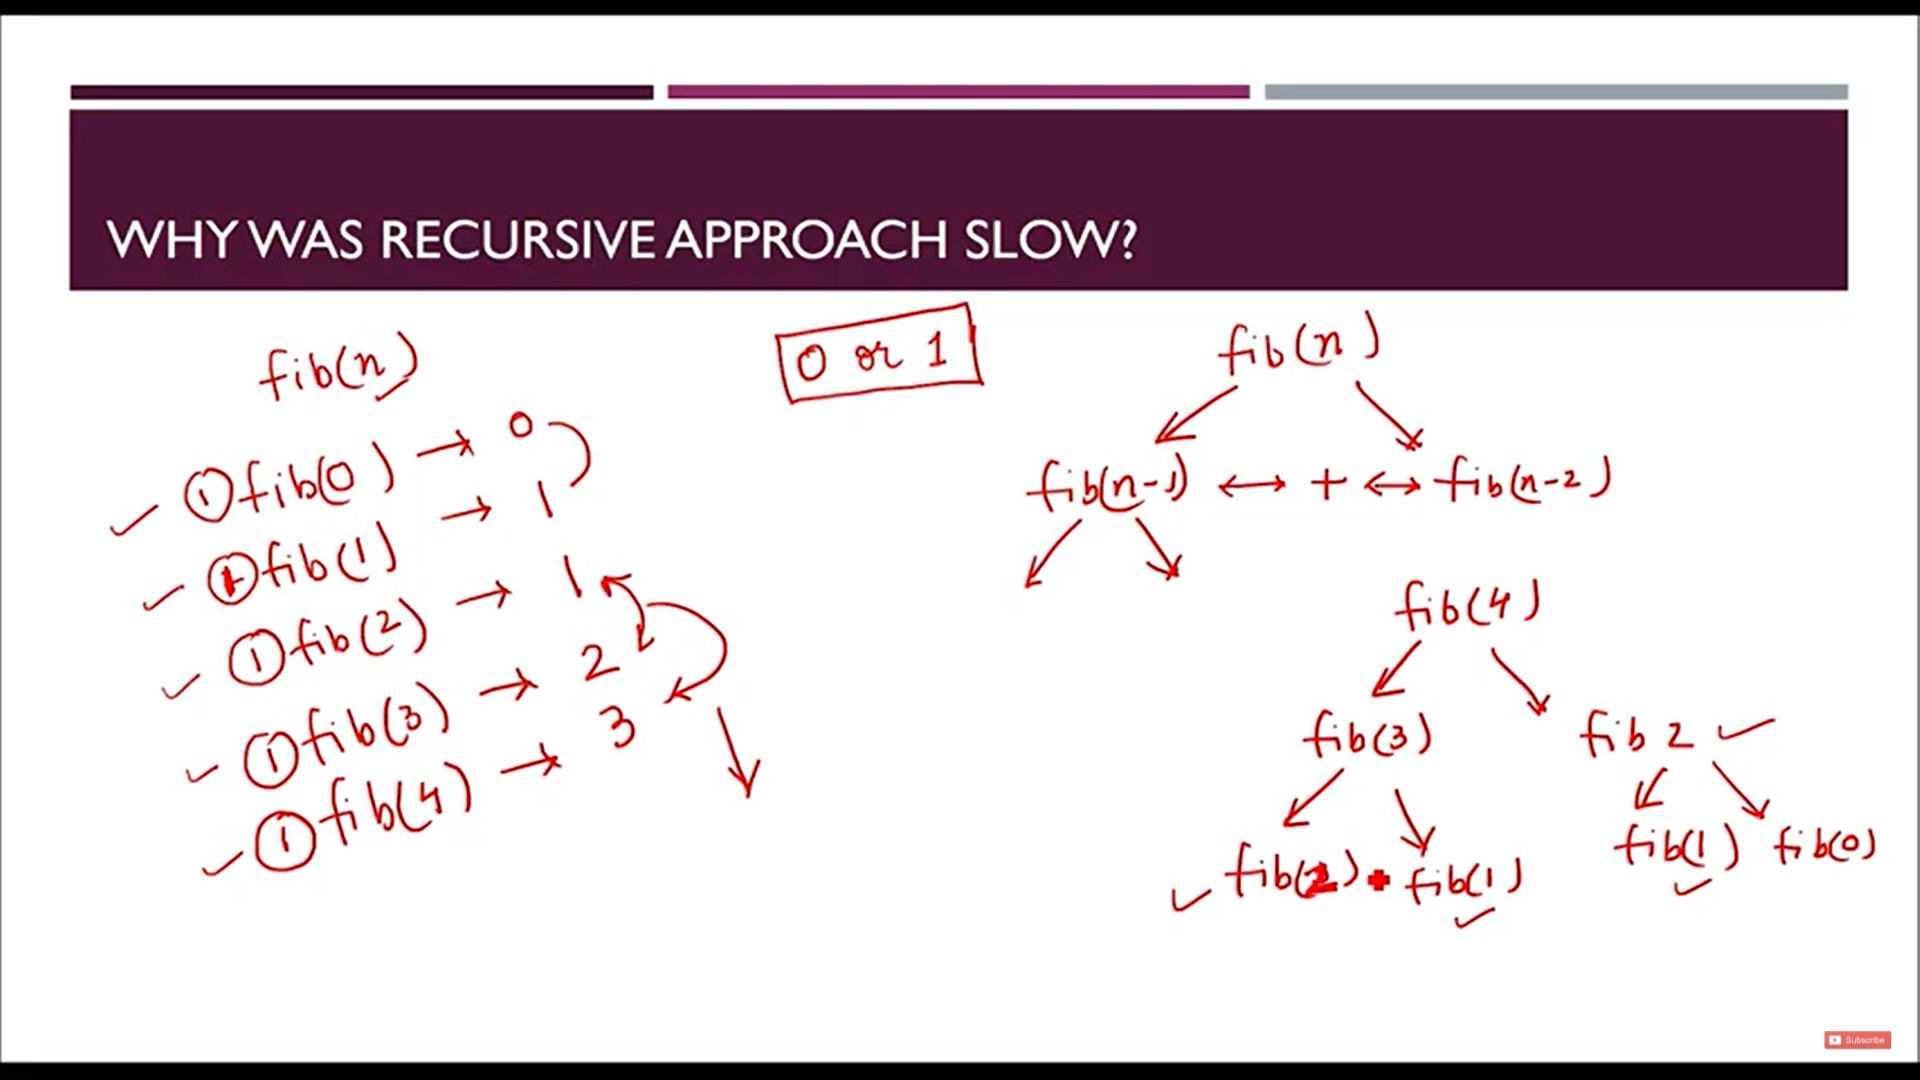 WHY WAS RECURSIVE APPROACH SLOW?
fib(n)
① fib(0) → 0
① fib(1) → 1
① fib(2) → 1
① fib(3) → 2
① fib(4) → 3
0 or 1
fib(n)
fib(n-1) ↔ + ↔ fib(n-2)
fib(4)
fib(3) fib 2
fib(2) fib(1) fib(1) fib(0)
Subscribe